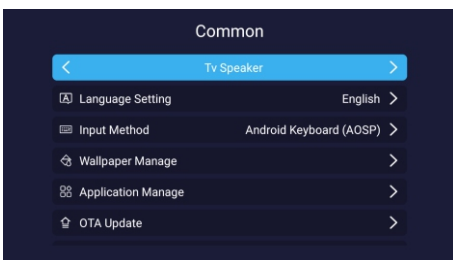 Common
Tv Speaker
Language Setting English
Input Method Android Keyboard (AOSP)
Wallpaper Manage
Application Manage
OTA Update